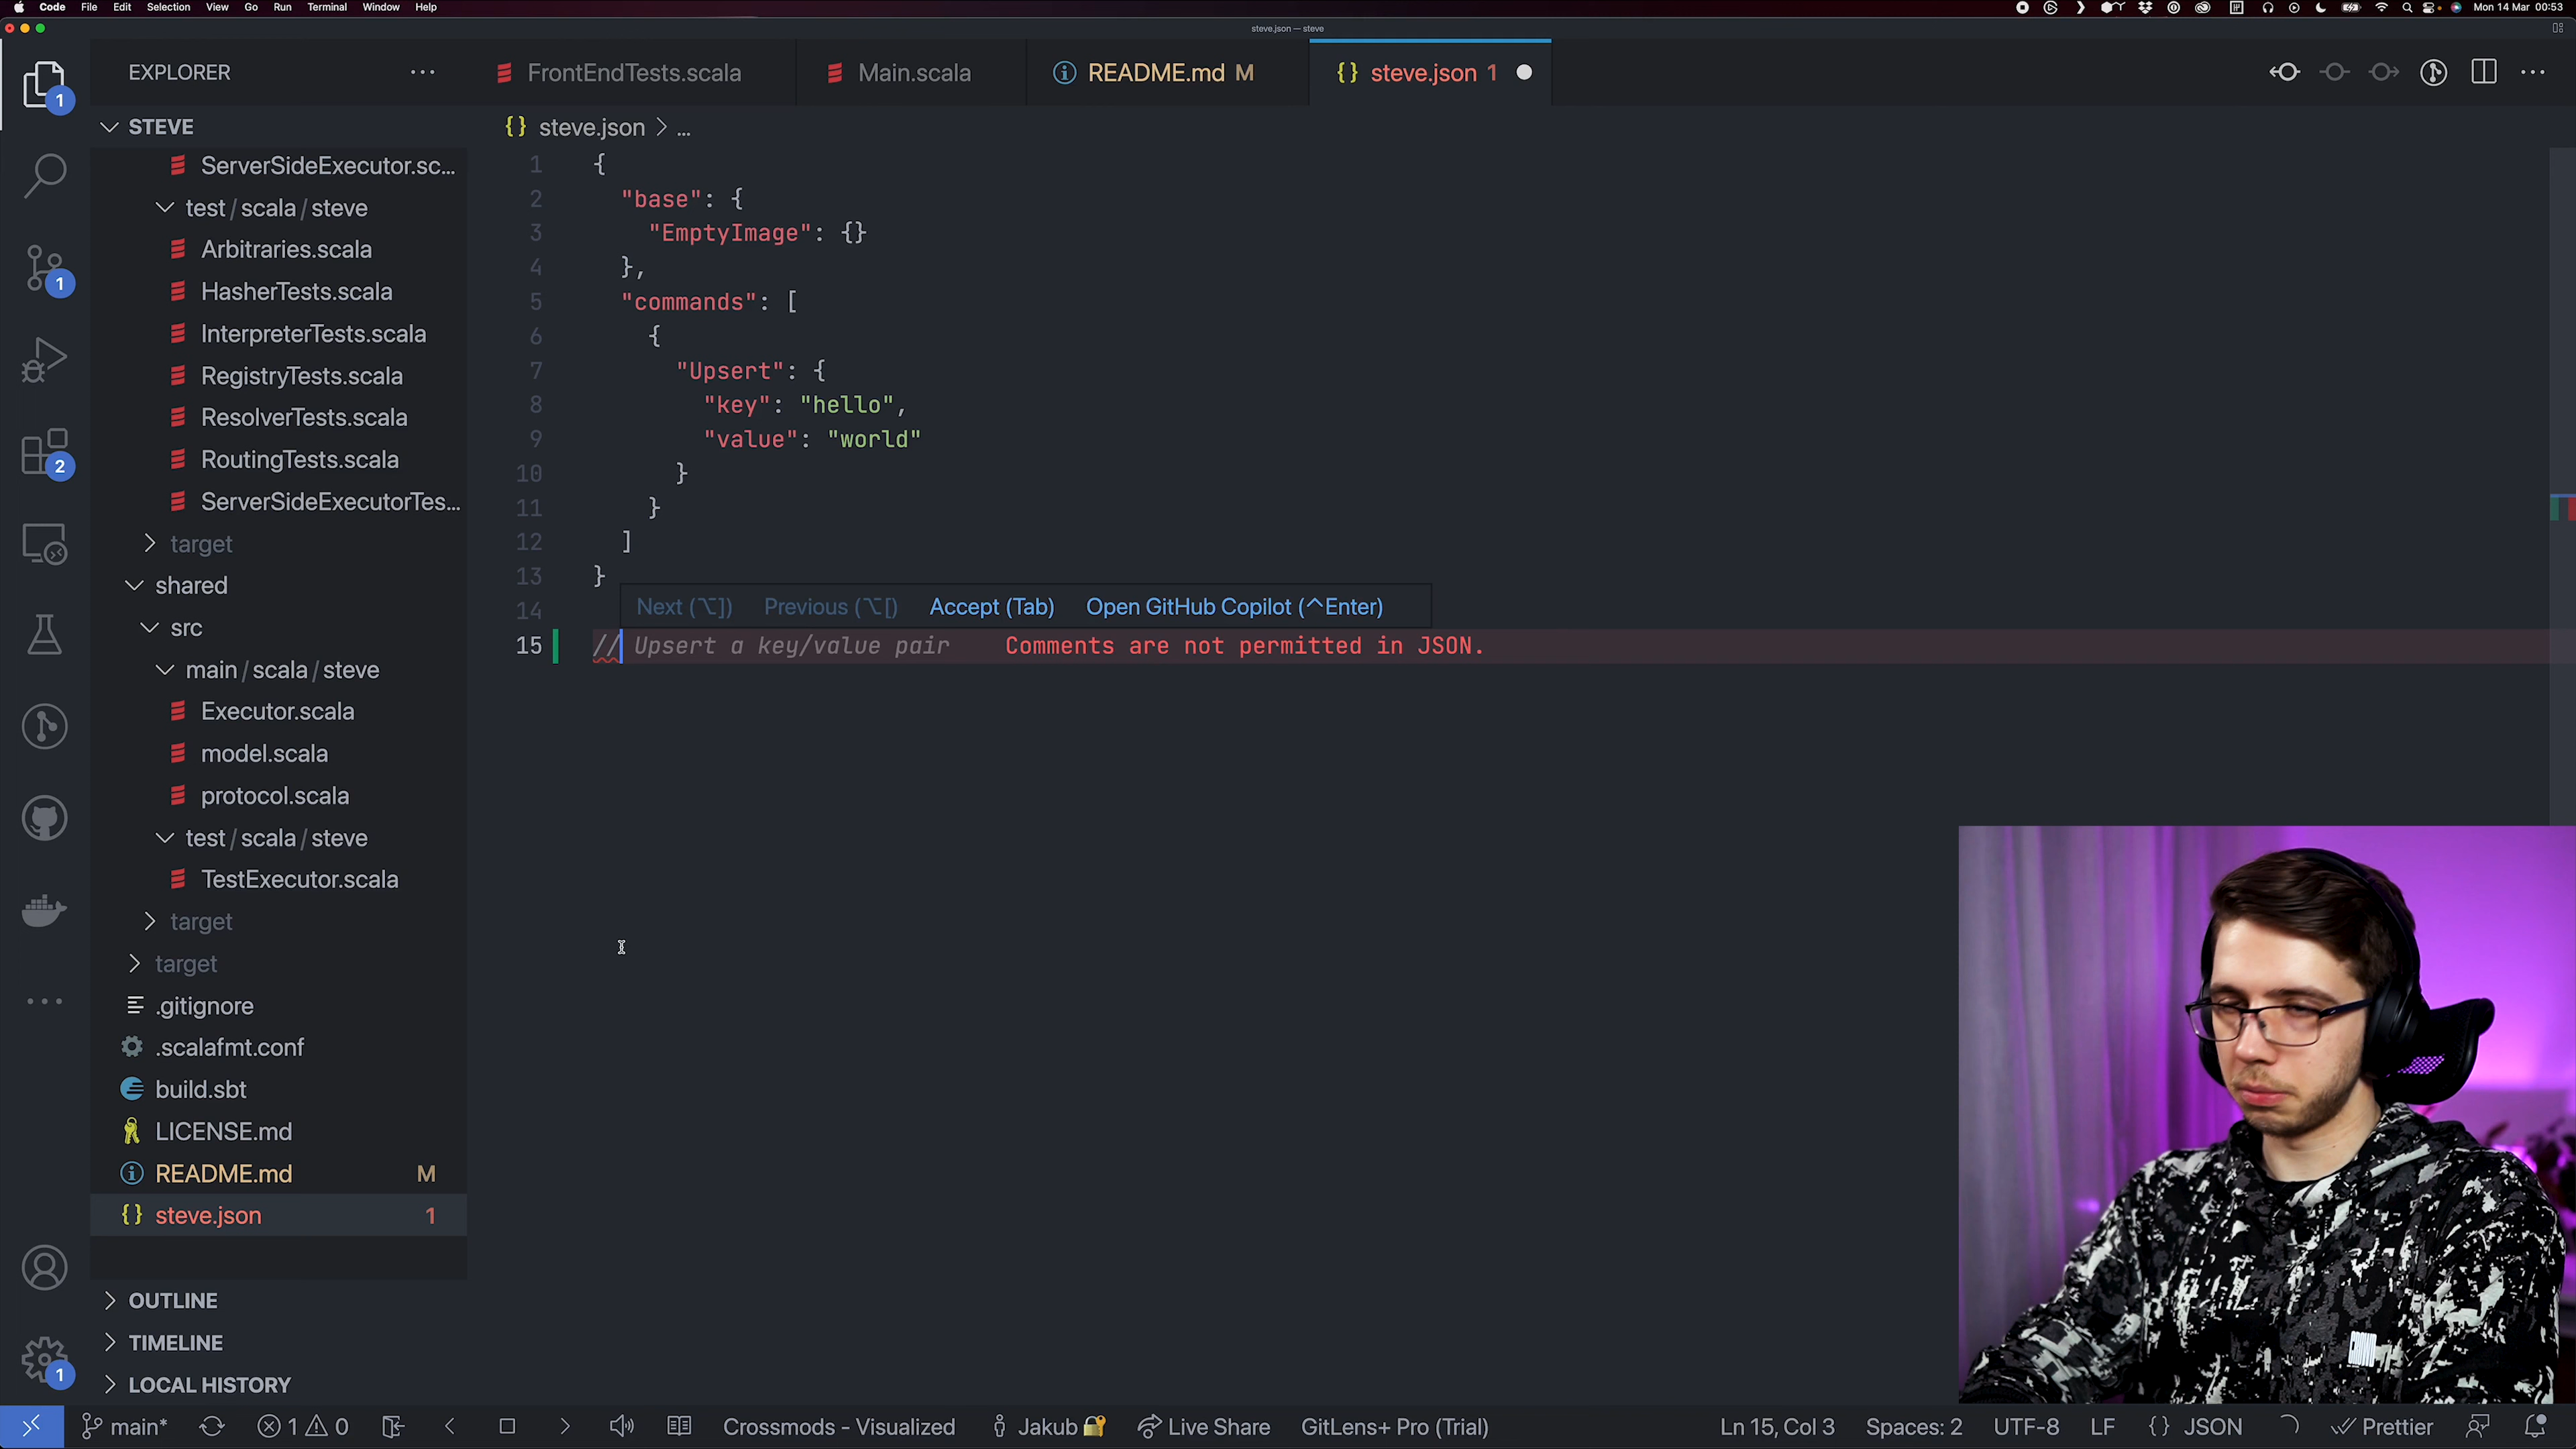 Code File Edit Selection View Go Run Terminal Window Help
Mon 14 Mar 00:53
steve.json — steve
EXPLORER
FrontEndTests.scala
Main.scala
README.md M
{} steve.json 1
STEVE
{} steve.json > ...
ServerSideExecutor.sc...
test / scala / steve
Arbitraries.scala
HasherTests.scala
InterpreterTests.scala
RegistryTests.scala
ResolverTests.scala
RoutingTests.scala
ServerSideExecutorTes...
target
shared
src
main / scala / steve
Executor.scala
model.scala
protocol.scala
test / scala / steve
TestExecutor.scala
target
target
.gitignore
.scalafmt.conf
build.sbt
LICENSE.md
README.md M
{} steve.json 1
OUTLINE
TIMELINE
LOCAL HISTORY
1
1
2
1
1 {
2 "base": {
3 "EmptyImage": {}
4 },
5 "commands": [
6 {
7 "Upsert": {
8 "key": "hello",
9 "value": "world"
10 }
11 }
12 ]
13 }
14
Next (⌥]) Previous (⌥[) Accept (Tab) Open GitHub Copilot (^Enter)
15 // Upsert a key/value pair Comments are not permitted in JSON.
main* 1 0 Crossmods - Visualized Jakub Live Share GitLens+ Pro (Trial) Ln 15, Col 3 Spaces: 2 UTF-8 LF {} JSON Prettier